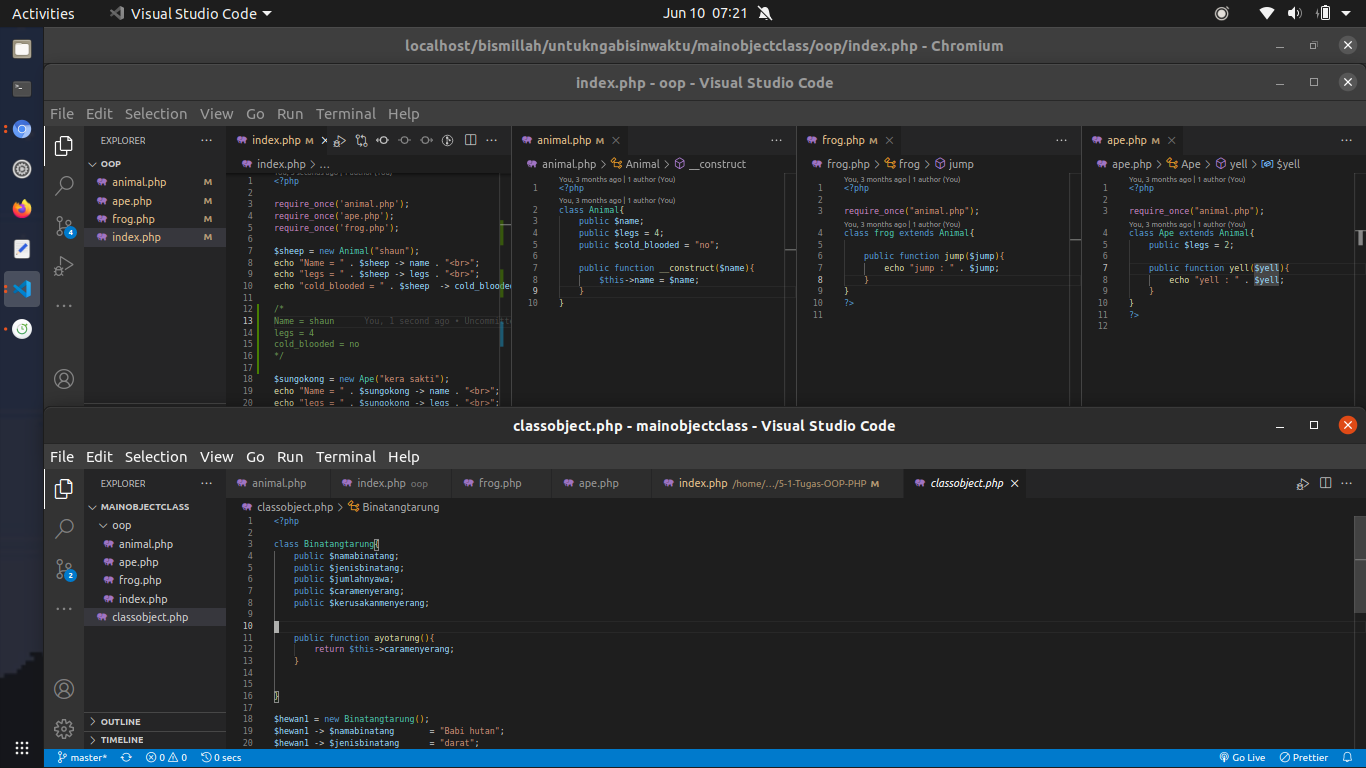 Activities Visual Studio Code Jun 10 07:21
localhost/bismillah/untukngabisinwaktu/mainobjectclass/oop/index.php - Chromium
index.php - oop - Visual Studio Code
File Edit Selection View Go Run Terminal Help
EXPLORER
OOP
animal.php M
ape.php M
frog.php M
index.php M
4
index.php M
index.php > ...
1 <?php
2
3 require_once('animal.php');
4 require_once('ape.php');
5 require_once('frog.php');
6
7 $sheep = new Animal("shaun");
8 echo "Name = " . $sheep -> name . "<br>";
9 echo "legs = " . $sheep -> legs . "<br>";
10 echo "cold_blooded = " . $sheep -> cold_blooded
11
12 /*
13 Name = shaun You, 1 second ago • Uncommitte
14 legs = 4
15 cold_blooded = no
16 */
17
18 $sungokong = new Ape("kera sakti");
19 echo "Name = " . $sungokong -> name . "<br>";
20 echo "legs = " . $sungokong -> legs . "<br>";
animal.php M
animal.php > Animal > __construct
You, 3 months ago | 1 author (You)
1 <?php
You, 3 months ago | 1 author (You)
2 class Animal{
3 public $name;
4 public $legs = 4;
5 public $cold_blooded = "no";
6
7 public function __construct($name){
8 $this->name = $name;
9 }
10 }
frog.php M
frog.php > frog > jump
You, 3 months ago | 1 author (You)
1 <?php
2
3 require_once("animal.php");
You, 3 months ago | 1 author (You)
4 class frog extends Animal{
5
6 public function jump($jump){
7 echo "jump : " . $jump;
8 }
9 }
10 ?>
11
ape.php M
ape.php > Ape > yell > $yell
You, 3 months ago | 1 author (You)
1 <?php
2
3 require_once("animal.php");
You, 3 months ago | 1 author (You)
4 class Ape extends Animal{
5 public $legs = 2;
6
7 public function yell($yell){
8 echo "yell : " . $yell;
9 }
10 }
11 ?>
12
classobject.php - mainobjectclass - Visual Studio Code
File Edit Selection View Go Run Terminal Help
EXPLORER
MAINOBJECTCLASS
oop
animal.php
ape.php
frog.php
index.php
classobject.php
2
OUTLINE
TIMELINE
animal.php index.php oop frog.php ape.php index.php /home/.../5-1-Tugas-OOP-PHP M classobject.php
classobject.php > Binatangtarung
1 <?php
2
3 class Binatangtarung{
4 public $namabinatang;
5 public $jenisbinatang;
6 public $jumlahnyawa;
7 public $caramenyerang;
8 public $kerusakanmenyerang;
9
10
11 public function ayotarung(){
12 return $this->caramenyerang;
13 }
14
15
16 }
17
18 $hewan1 = new Binatangtarung();
19 $hewan1 -> $namabinatang = "Babi hutan";
20 $hewan1 -> $jenisbinatang = "darat";
master* 0 0 0 secs Go Live Prettier